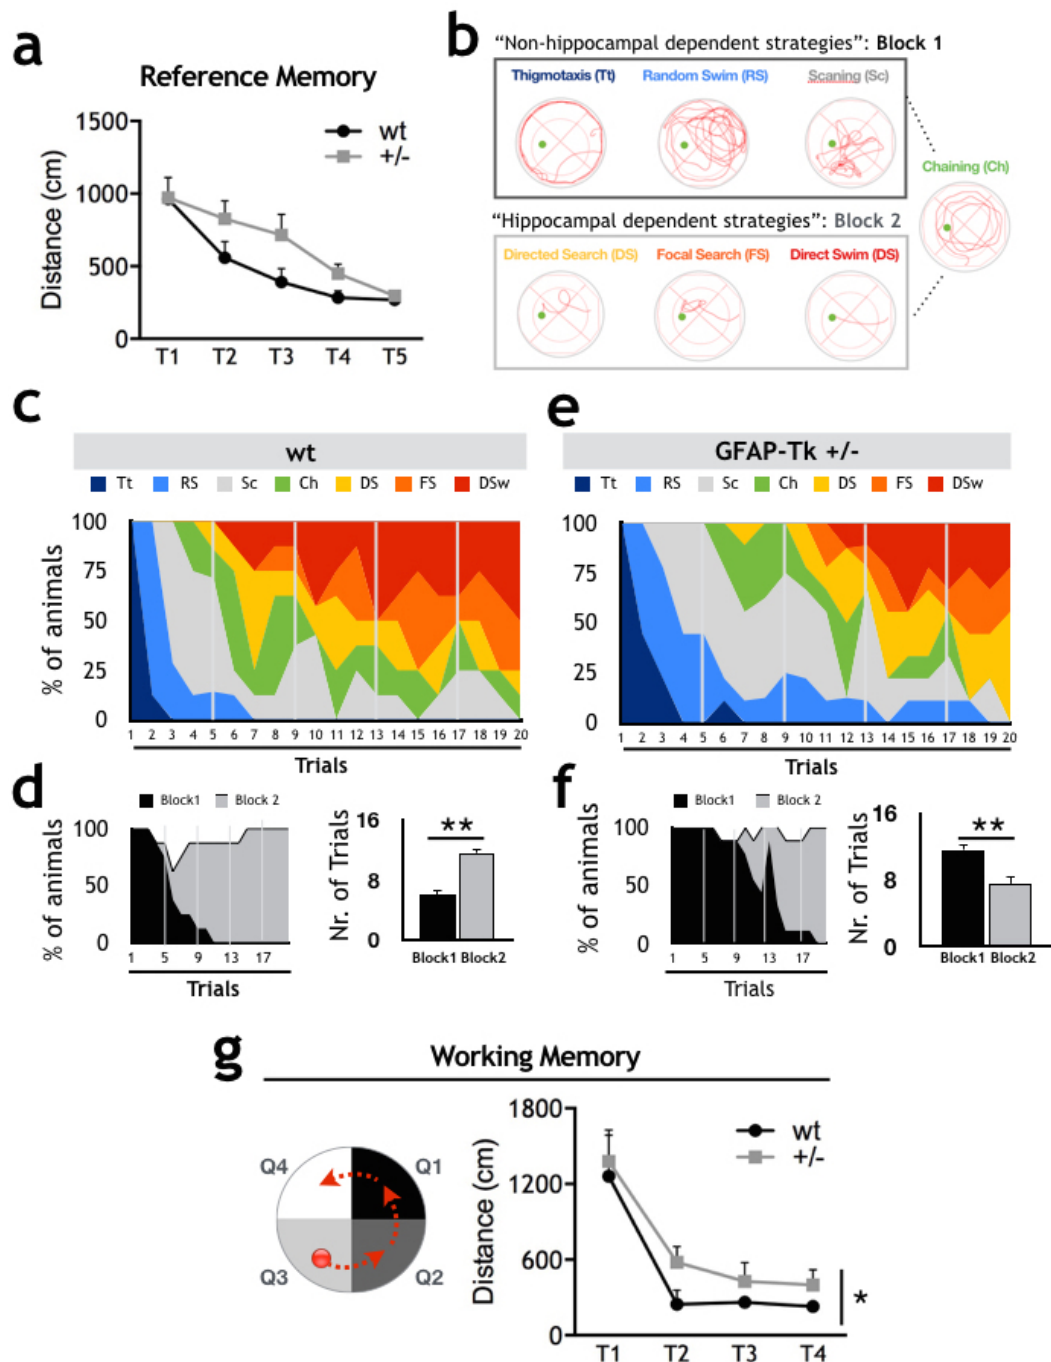 a
Reference Memory
1500
1000
500
0
Distance (cm)
wt
+/-
T1 T2 T3 T4 T5
b
“Non-hippocampal dependent strategies”: Block 1
Thigmotaxis (Tt) Random Swim (RS) Scaning (Sc)
Chaining (Ch)
“Hippocampal dependent strategies”: Block 2
Directed Search (DS) Focal Search (FS) Direct Swim (DS)
c
wt
Tt RS Sc Ch DS FS DSw
100
75
50
25
0
% of animals
1 2 3 4 5 6 7 8 9 10 11 12 13 14 15 16 17 18 19 20
Trials
e
GFAP-Tk +/-
Tt RS Sc Ch DS FS DSw
100
75
50
25
0
% of animals
1 2 3 4 5 6 7 8 9 10 11 12 13 14 15 16 17 18 19 20
Trials
d
Block1 Block 2
100
50
0
% of animals
1 5 9 13 17
Trials
16
8
0
Nr. of Trials
**
Block1 Block2
f
Block1 Block 2
100
50
0
% of animals
1 5 9 13 17
Trials
16
8
0
Nr. of Trials
**
Block1 Block2
g
Working Memory
Q4 Q1
Q3 Q2
1800
1200
600
0
Distance (cm)
wt
+/-
*
T1 T2 T3 T4